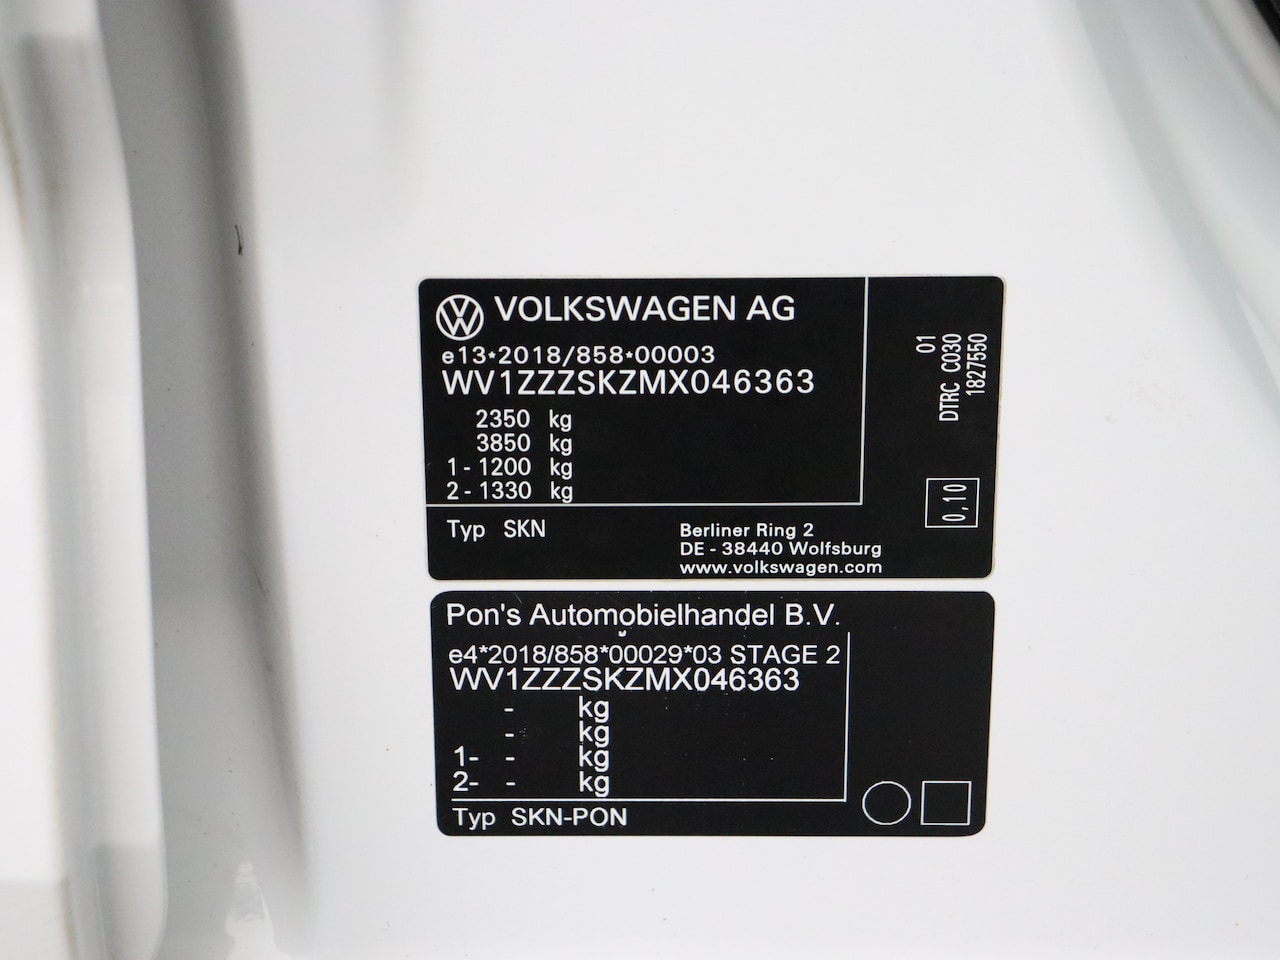 VOLKSWAGEN AG
e13*2018/858*00003
WV1ZZZSKZMX046363
2350 kg
3850 kg
1 - 1200 kg
2 - 1330 kg
Typ SKN
Berliner Ring 2
DE - 38440 Wolfsburg
www.volkswagen.com
01
DTRC C030
1827550
0,10
Pon's Automobielhandel B.V.
e4*2018/858*00029*03 STAGE 2
WV1ZZZSKZMX046363
- kg
- kg
1- - kg
2- - kg
Typ SKN-PON